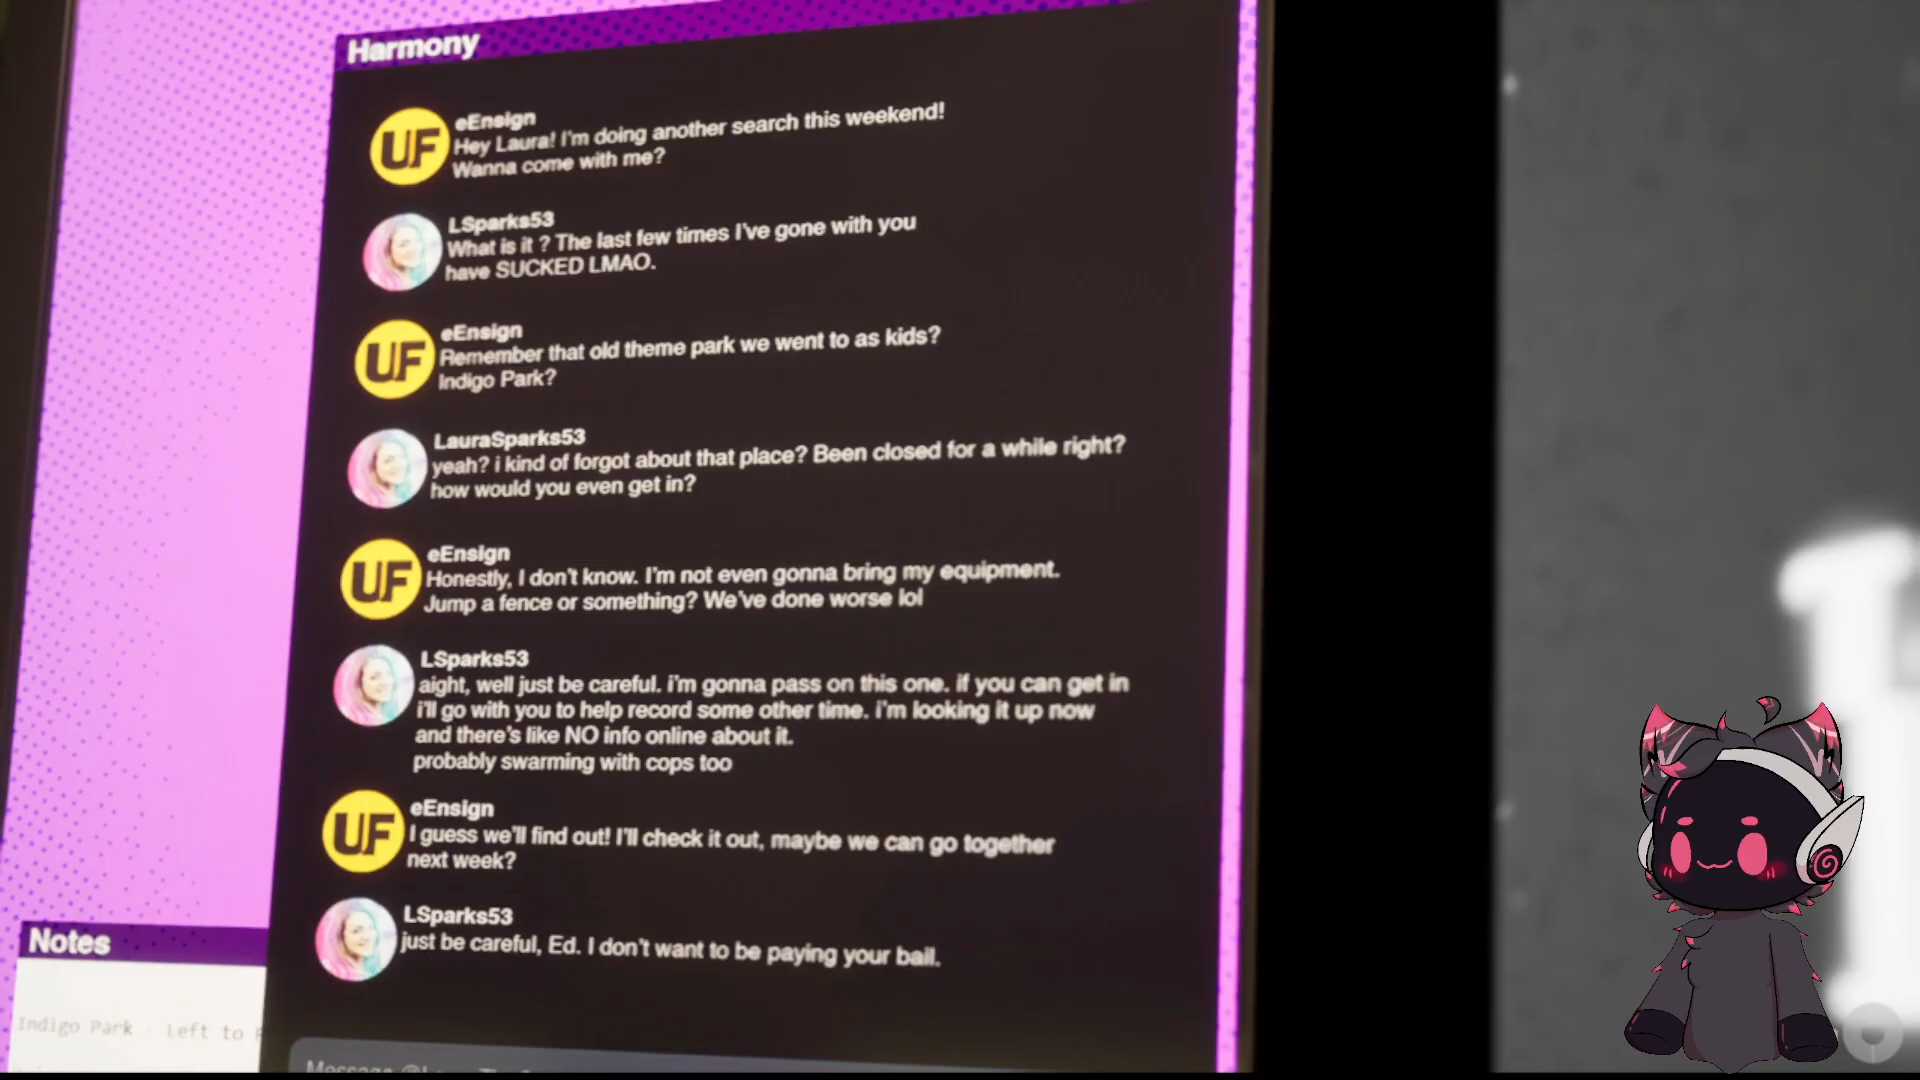 Harmony
UF
eEnsign
Hey Laura! I'm doing another search this weekend!
Wanna come with me?
LSparks53
What is it ? The last few times I've gone with you
have SUCKED LMAO.
UF
eEnsign
Remember that old theme park we went to as kids?
Indigo Park?
LauraSparks53
yeah? i kind of forgot about that place? Been closed for a while right?
how would you even get in?
UF
eEnsign
Honestly, I don't know. I'm not even gonna bring my equipment.
Jump a fence or something? We've done worse lol
LSparks53
aight, well just be careful. i'm gonna pass on this one. if you can get in
i'll go with you to help record some other time. i'm looking it up now
and there's like NO info online about it.
probably swarming with cops too
UF
eEnsign
I guess we'll find out! I'll check it out, maybe we can go together
next week?
LSparks53
just be careful, Ed. I don't want to be paying your bail.
Notes
Indigo Park - Left to
Message